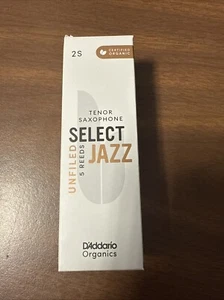 2S
CERTIFIED
ORGANIC
TENOR
SAXOPHONE
SELECT
JAZZ
UNFILED
5 REEDS
D'Addario
Organics